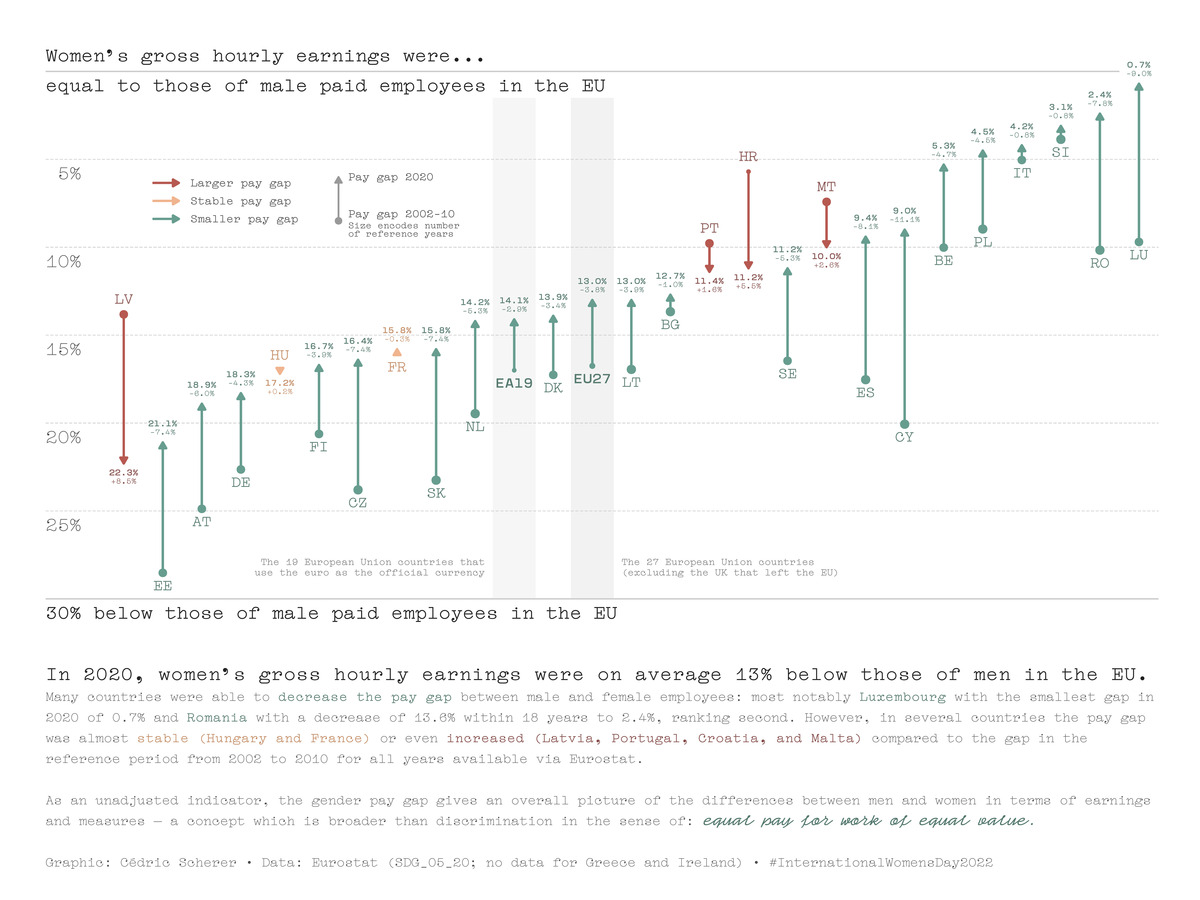 Women's gross hourly earnings were...
equal to those of male paid employees in the EU
0.7%
-9.0%
2.4%
-7.8%
3.1%
-0.8%
4.2%
-0.8%
4.5%
-4.5%
5.3%
-4.7%
SI
HR
IT
5%
Larger pay gap
Stable pay gap
Smaller pay gap
Pay gap 2020
Pay gap 2002-10
Size encodes number
of reference years
MT
9.4%
-8.1%
9.0%
-11.1%
PT
PL
11.2%
-5.3%
10.0%
+2.6%
10%
BE
RO
LU
11.4%
+1.6%
11.2%
+5.5%
12.7%
-1.0%
13.0%
-3.8%
13.0%
-3.9%
LV
14.2%
-5.3%
14.1%
-2.9%
13.9%
-3.4%
BG
15.8%
-0.3%
15.8%
-7.4%
16.7%
-3.9%
16.4%
-7.4%
15%
HU
FR
18.9%
-6.0%
18.3%
-4.3%
17.2%
+0.2%
EA19
DK
EU27
LT
SE
ES
21.1%
-7.4%
NL
20%
FI
CY
22.3%
+8.5%
DE
CZ
SK
25%
AT
EE
The 19 European Union countries that
use the euro as the official currency
The 27 European Union countries
(excluding the UK that left the EU)
30% below those of male paid employees in the EU
In 2020, women's gross hourly earnings were on average 13% below those of men in the EU.
Many countries were able to decrease the pay gap between male and female employees: most notably Luxembourg with the smallest gap in
2020 of 0.7% and Romania with a decrease of 13.6% within 18 years to 2.4%, ranking second. However, in several countries the pay gap
was almost stable (Hungary and France) or even increased (Latvia, Portugal, Croatia, and Malta) compared to the gap in the
reference period from 2002 to 2010 for all years available via Eurostat.
As an unadjusted indicator, the gender pay gap gives an overall picture of the differences between men and women in terms of earnings
and measures — a concept which is broader than discrimination in the sense of: equal pay for work of equal value.
Graphic: Cédric Scherer • Data: Eurostat (SDG_05_20; no data for Greece and Ireland) • #InternationalWomensDay2022